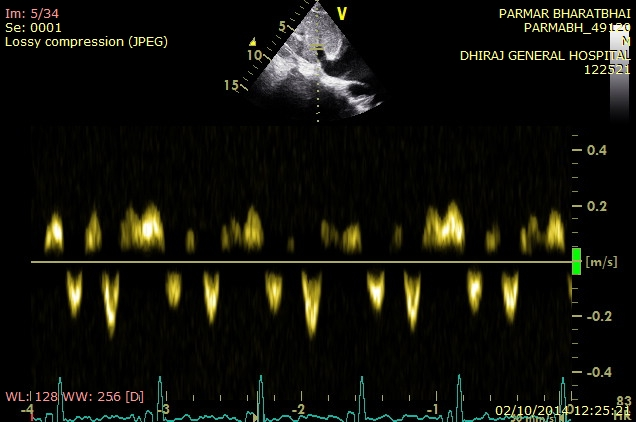 Im: 5/34
Se: 0001
Lossy compression (JPEG)
V
PARMAR BHARATBHAI
PARMABH_49120
M
DHIRAJ GENERAL HOSPITAL
122521
5
10
15
0.4
0.2
[m/s]
-0.2
-0.4
WL: 128 WW: 256 [D]
83
HR
-4
-3
-2
-1
0
02/10/2014 12:25:21